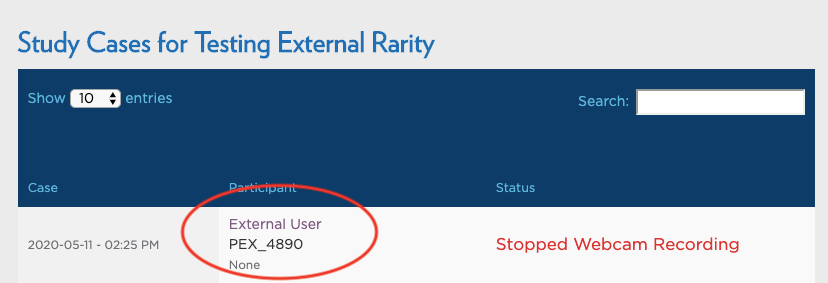 Study Cases for Testing External Rarity
Show 10 entries
Search:
Case Participant Status
External User
2020-05-11 - 02:25 PM PEX_4890 Stopped Webcam Recording
None